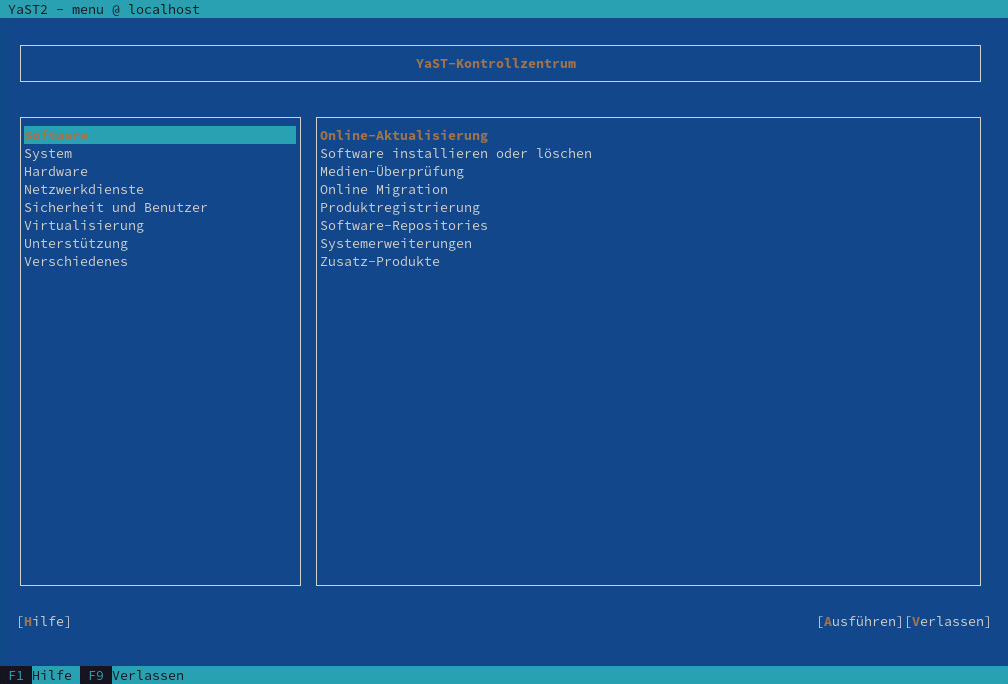 YaST2 - menu @ localhost
YaST-Kontrollzentrum
Software
System
Hardware
Netzwerkdienste
Sicherheit und Benutzer
Virtualisierung
Unterstützung
Verschiedenes
Online-Aktualisierung
Software installieren oder löschen
Medien-Überprüfung
Online Migration
Produktregistrierung
Software-Repositories
Systemerweiterungen
Zusatz-Produkte
[Hilfe] [Ausführen][Verlassen]
F1 Hilfe F9 Verlassen